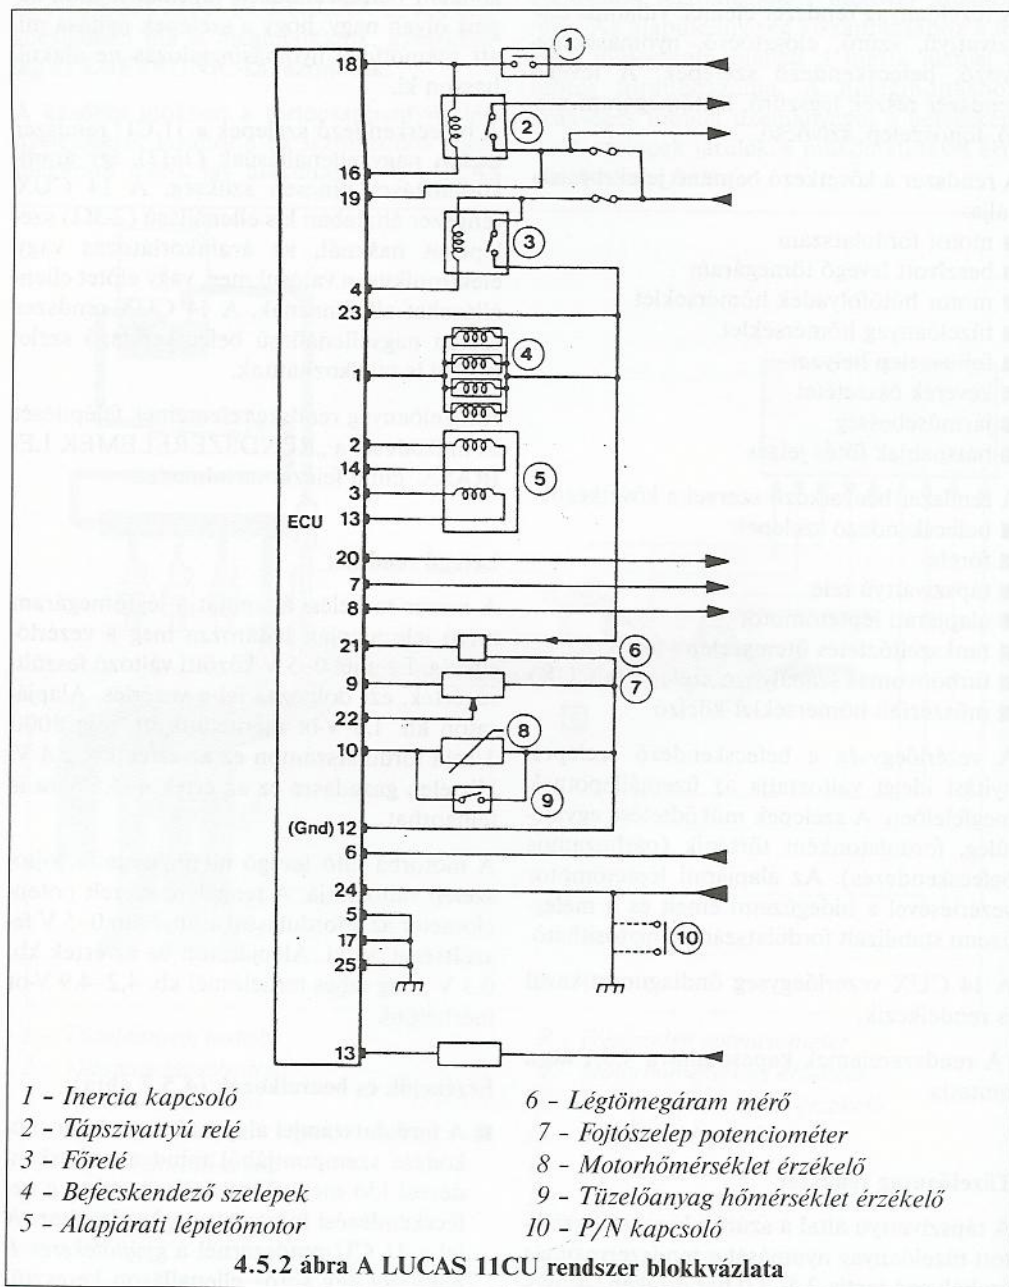 18
1
2
16
19
3
4
23
1
4
2
14
3
5
13
ECU
20
7
8
21
6
9
7
22
8
10
9
(Gnd) 12
6
24
5
17
10
25
13
1 - Inercia kapcsoló
2 - Tápszivattyú relé
3 - Főrelé
4 - Befecskendező szelepek
5 - Alapjárati léptetőmotor
6 - Légtömegáram mérő
7 - Fojtószelep potenciométer
8 - Motorhőmérséklet érzékelő
9 - Tüzelőanyag hőmérséklet érzékelő
10 - P/N kapcsoló
4.5.2 ábra A LUCAS 11CU rendszer blokkvázlata